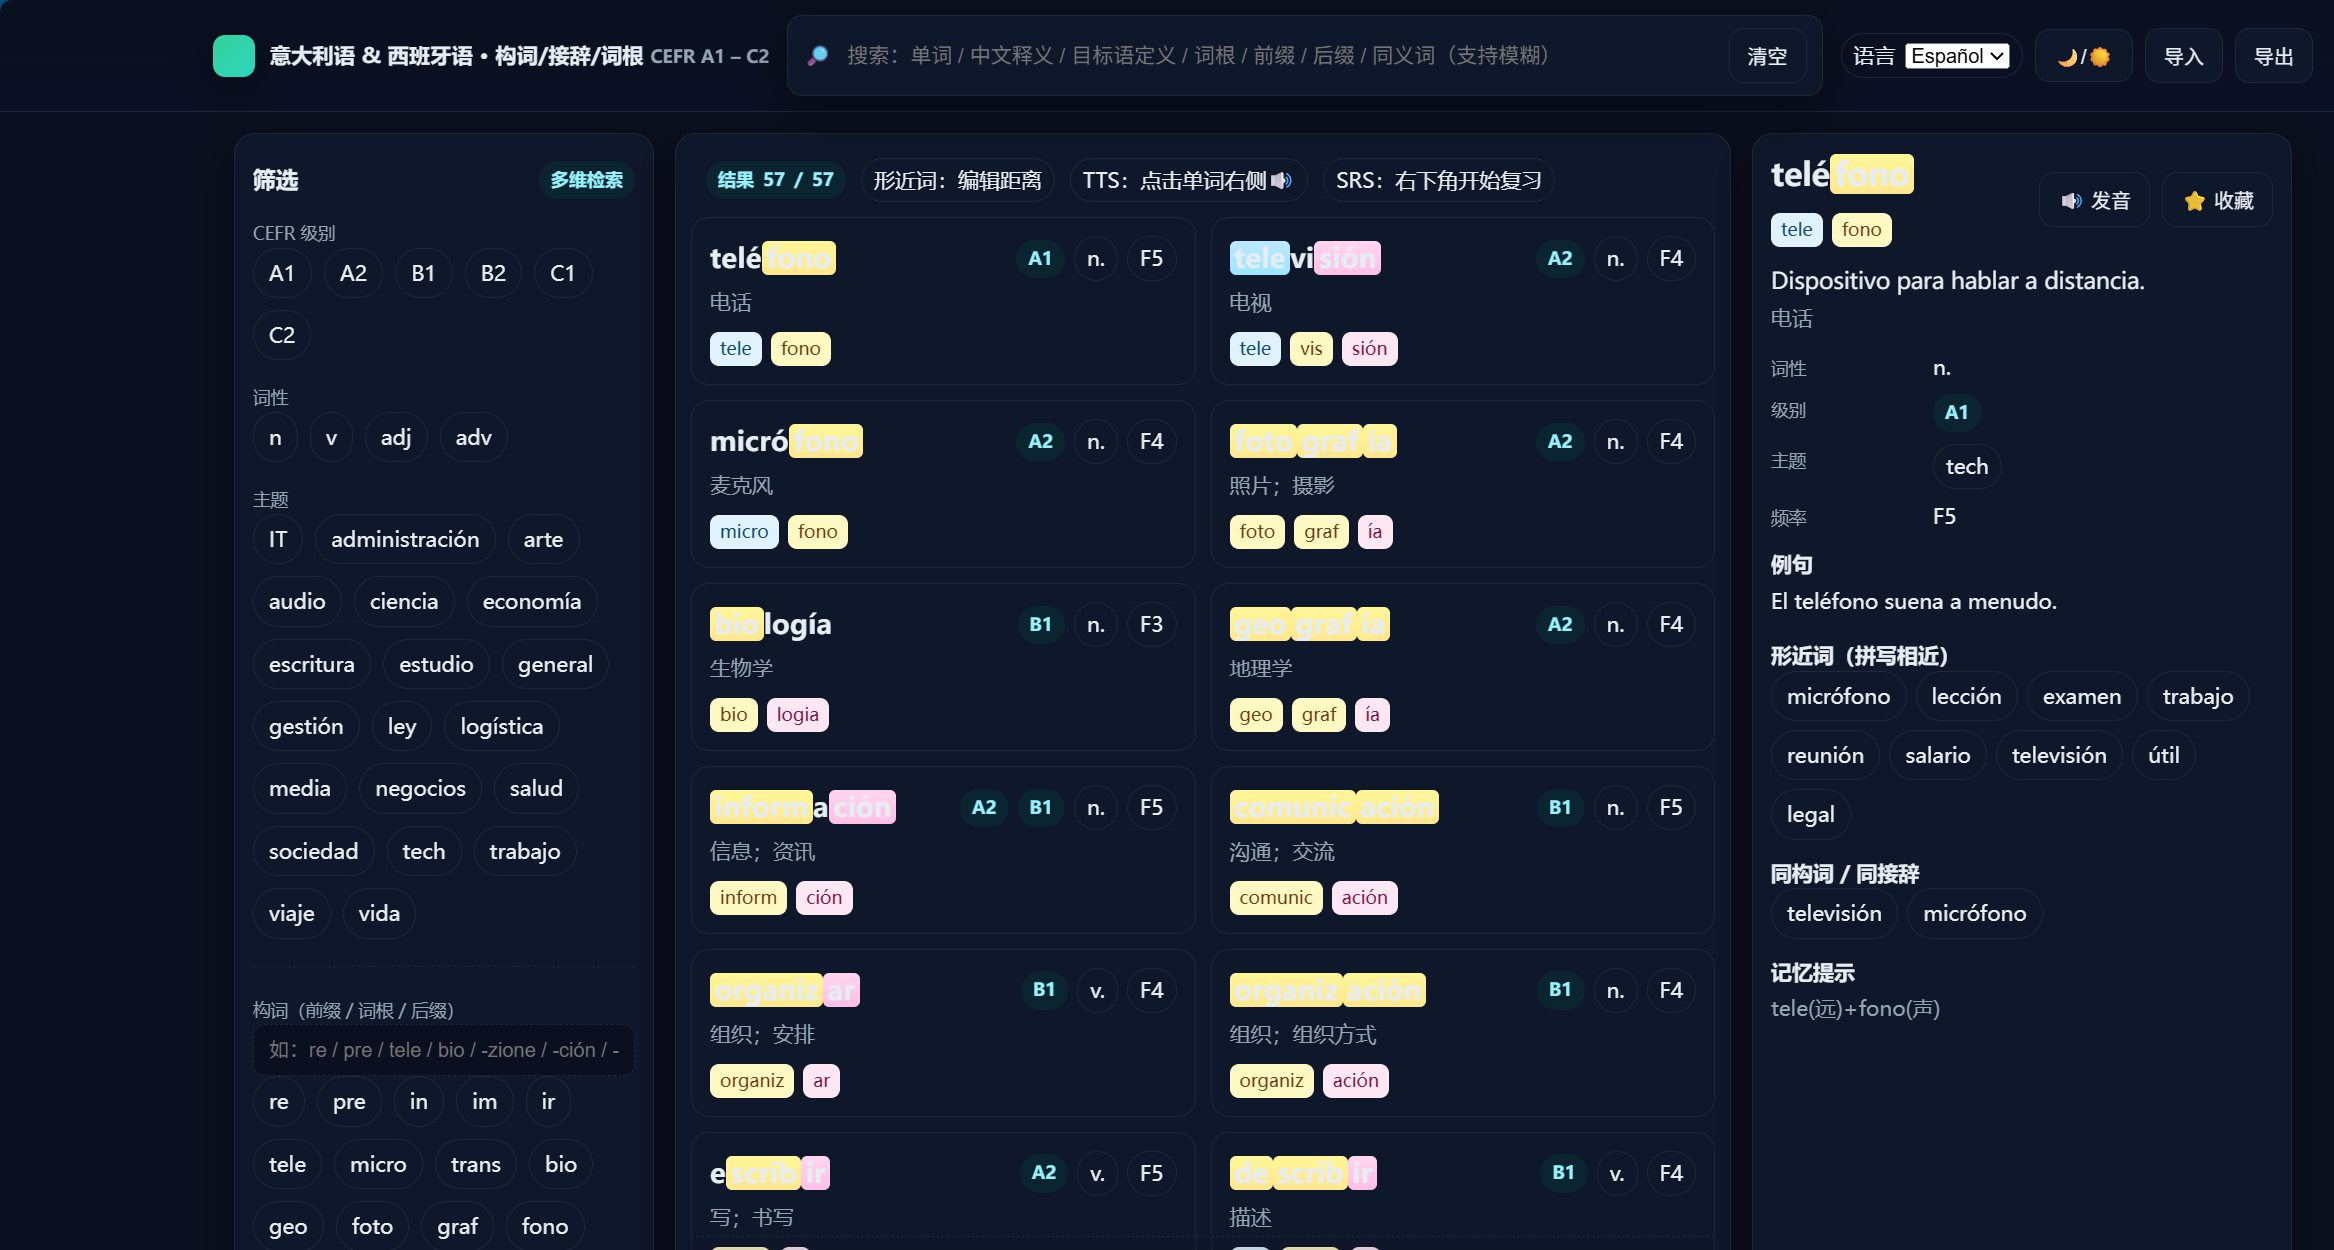 意大利语 & 西班牙语 • 构词/接辞/词根 CEFR A1 – C2
搜索：单词 / 中文释义 / 目标语定义 / 词根 / 前缀 / 后缀 / 同义词（支持模糊）
清空
语言 Español
🌙/🌞
导入
导出
筛选
多维检索
CEFR 级别
A1 A2 B1 B2 C1
C2
词性
n v adj adv
主题
IT administración arte
audio ciencia economía
escritura estudio general
gestión ley logística
media negocios salud
sociedad tech trabajo
viaje vida
构词（前缀 / 词根 / 后缀）
如：re / pre / tele / bio / -zione / -ción / -
re pre in im ir
tele micro trans bio
geo foto graf fono
结果 57 / 57
形近词：编辑距离
TTS：点击单词右侧🔊
SRS：右下角开始复习
teléfono A1 n. F5
电话
tele fono
televisión A2 n. F4
电视
tele vis sión
micrófono A2 n. F4
麦克风
micro fono
fotografía A2 n. F4
照片；摄影
foto graf ía
biología B1 n. F3
生物学
bio logia
geografía A2 n. F4
地理学
geo graf ía
información A2 B1 n. F5
信息；资讯
inform ción
comunicación B1 n. F5
沟通；交流
comunic ación
organizar B1 v. F4
组织；安排
organiz ar
organización B1 n. F4
组织；组织方式
organiz ación
escribir A2 v. F5
写；书写
describir B1 v. F4
描述
teléfono
🔊 发音
⭐ 收藏
tele fono
Dispositivo para hablar a distancia.
电话
词性 n.
级别 A1
主题 tech
频率 F5
例句
El teléfono suena a menudo.
形近词（拼写相近）
micrófono lección examen trabajo
reunión salario televisión útil
legal
同构词 / 同接辞
televisión micrófono
记忆提示
tele(远)+fono(声)